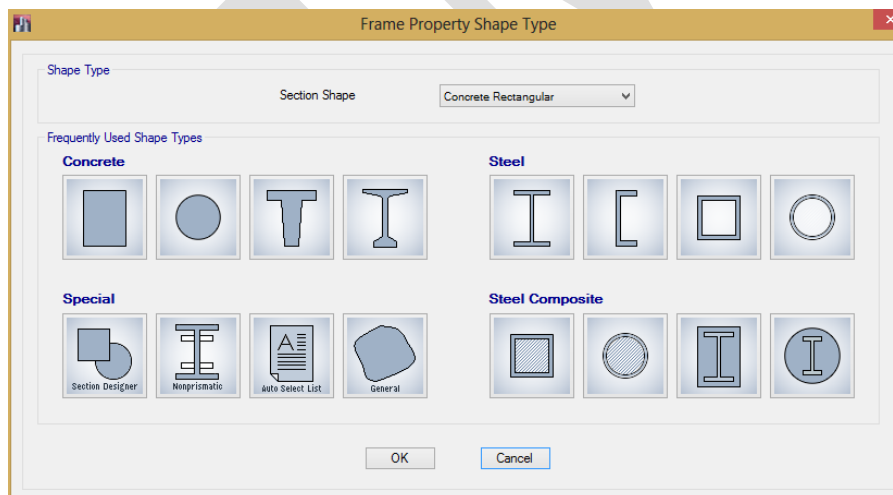 Frame Property Shape Type
Shape Type
Section Shape Concrete Rectangular
Frequently Used Shape Types
Concrete Steel
Special Steel Composite
Section Designer Nonprismatic Auto Select List General
OK Cancel